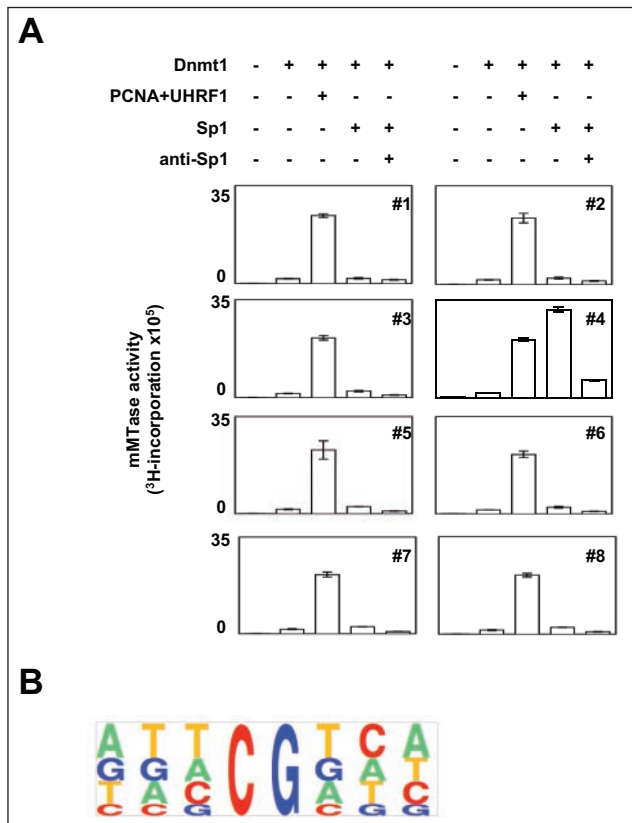 A
Dnmt1 - + + + + - + + + +
PCNA+UHRF1 - - + - - - - + - -
Sp1 - - - + + - - - + +
anti-Sp1 - - - - + - - - - +
35 #1 #2
0
35 #3 #4
0
35 #5 #6
0
35 #7 #8
0
mMTase activity
(³H-incorporation x10⁵)
B
A T T C G T C A
G G A G A T
T A C G T C
C C G A G G